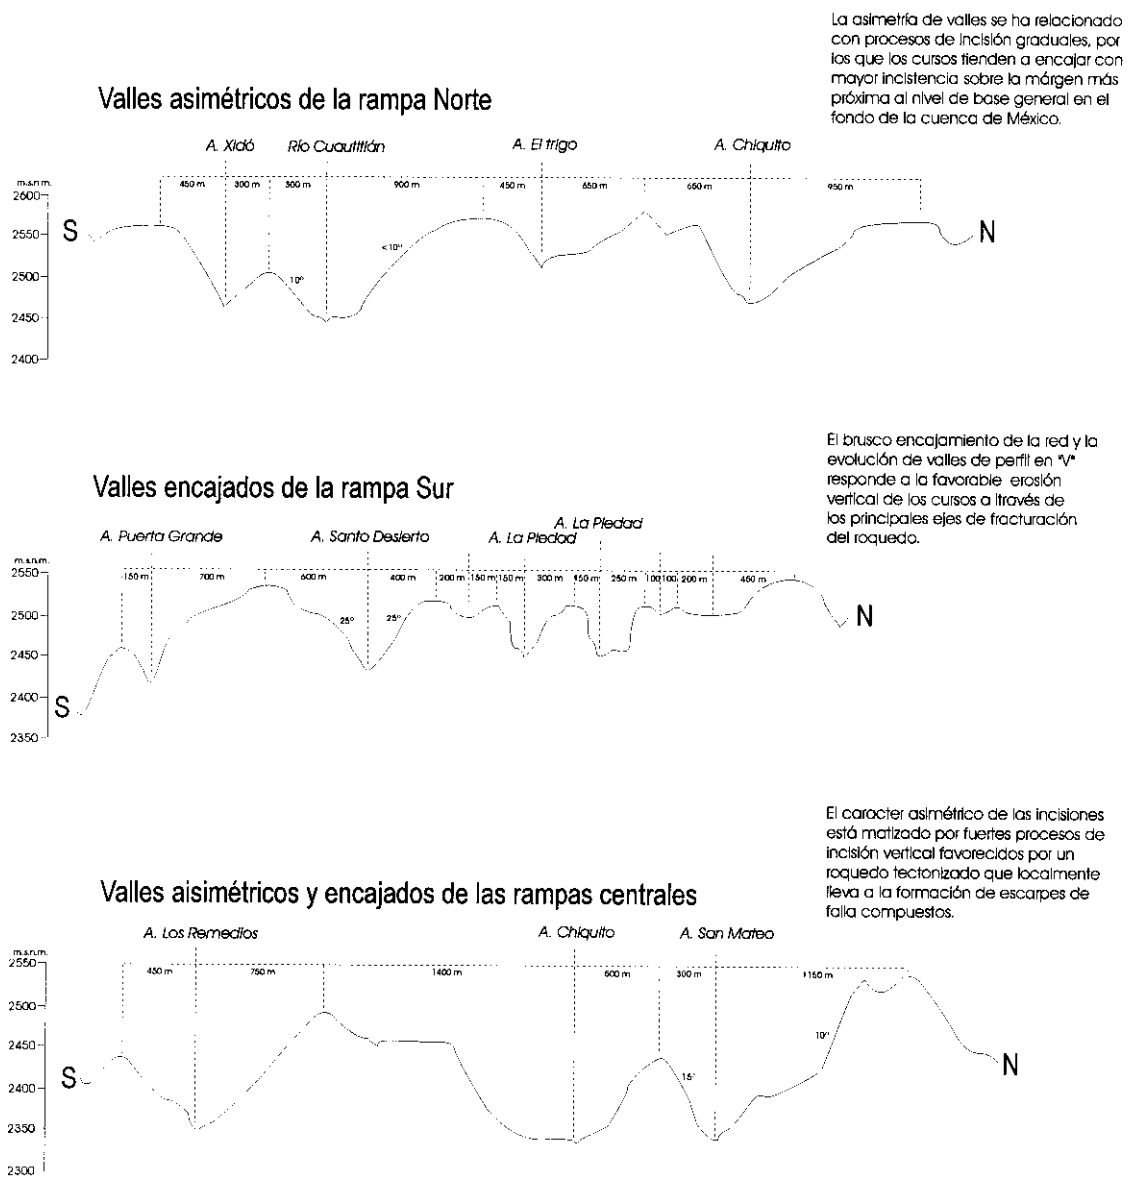 La asimetría de valles se ha relacionado
con procesos de incisión graduales, por
los que los cursos tienden a encajar con
mayor incistencia sobre la márgen más
próxima al nivel de base general en el
fondo de la cuenca de México.
Valles asimétricos de la rampa Norte
A. Xidó
Río Cuautitlán
A. El trigo
A. Chiquito
m.s.n.m.
450 m
300 m
300 m
900 m
450 m
650 m
650 m
950 m
2600
2550
2500
2450
2400
S
N
10°
<10°
El brusco encajamiento de la red y la
evolución de valles de perfil en "V"
responde a la favorable erosión
vertical de los cursos a través de
los principales ejes de fracturación
del roquedo.
Valles encajados de la rampa Sur
A. Puerta Grande
A. Santo Desierto
A. La Piedad
A. La Piedad
m.s.n.m.
150 m
700 m
600 m
400 m
200 m
150 m
150 m
300 m
150 m
250 m
100
100
200 m
450 m
2550
2500
2450
2400
2350
S
N
25°
25°
El caracter asimétrico de las incisiones
está matizado por fuertes procesos de
incisión vertical favorecidos por un
roquedo tectonizado que localmente
lleva a la formación de escarpes de
falla compuestos.
Valles aisimétricos y encajados de las rampas centrales
A. Los Remedios
A. Chiquito
A. San Mateo
m.s.n.m.
450 m
750 m
1400 m
600 m
300 m
1150 m
2550
2500
2450
2400
2350
2300
S
N
15°
10°